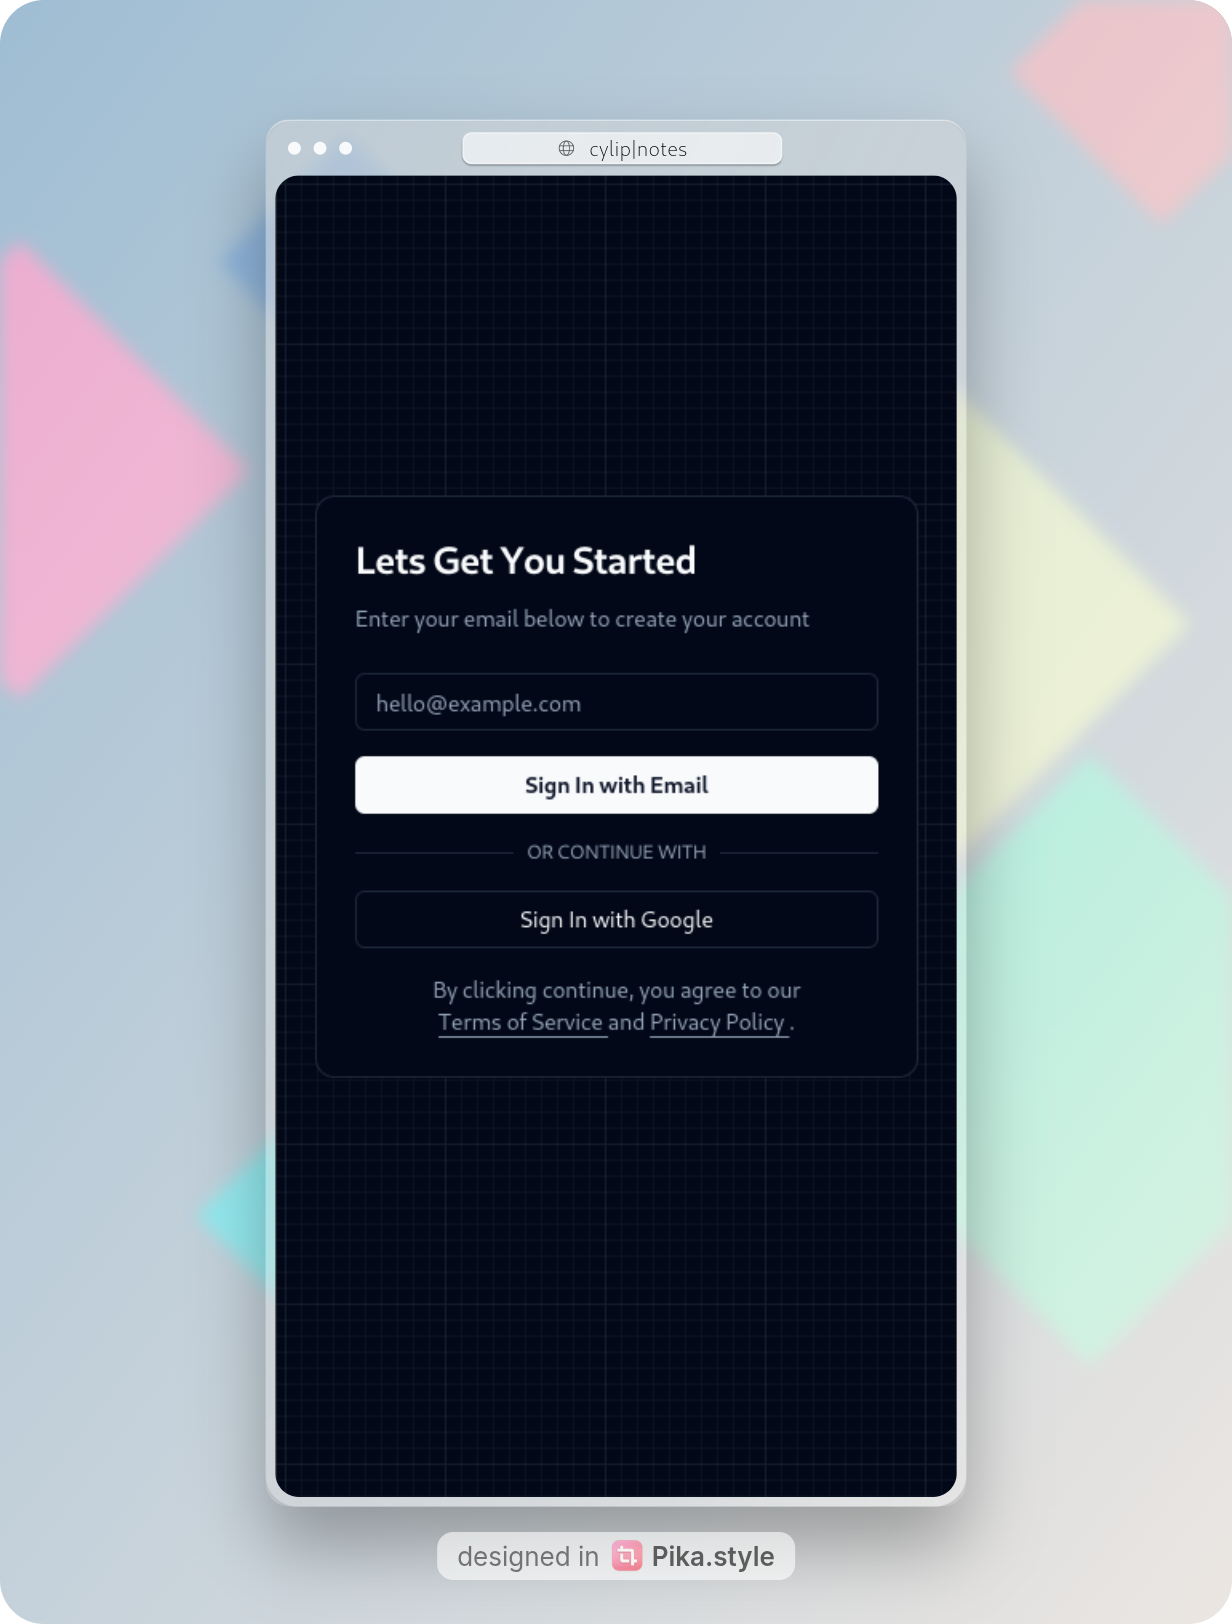 cylip|notes
Lets Get You Started
Enter your email below to create your account
hello@example.com
Sign In with Email
OR CONTINUE WITH
Sign In with Google
By clicking continue, you agree to our
Terms of Service and Privacy Policy .
designed in Pika.style